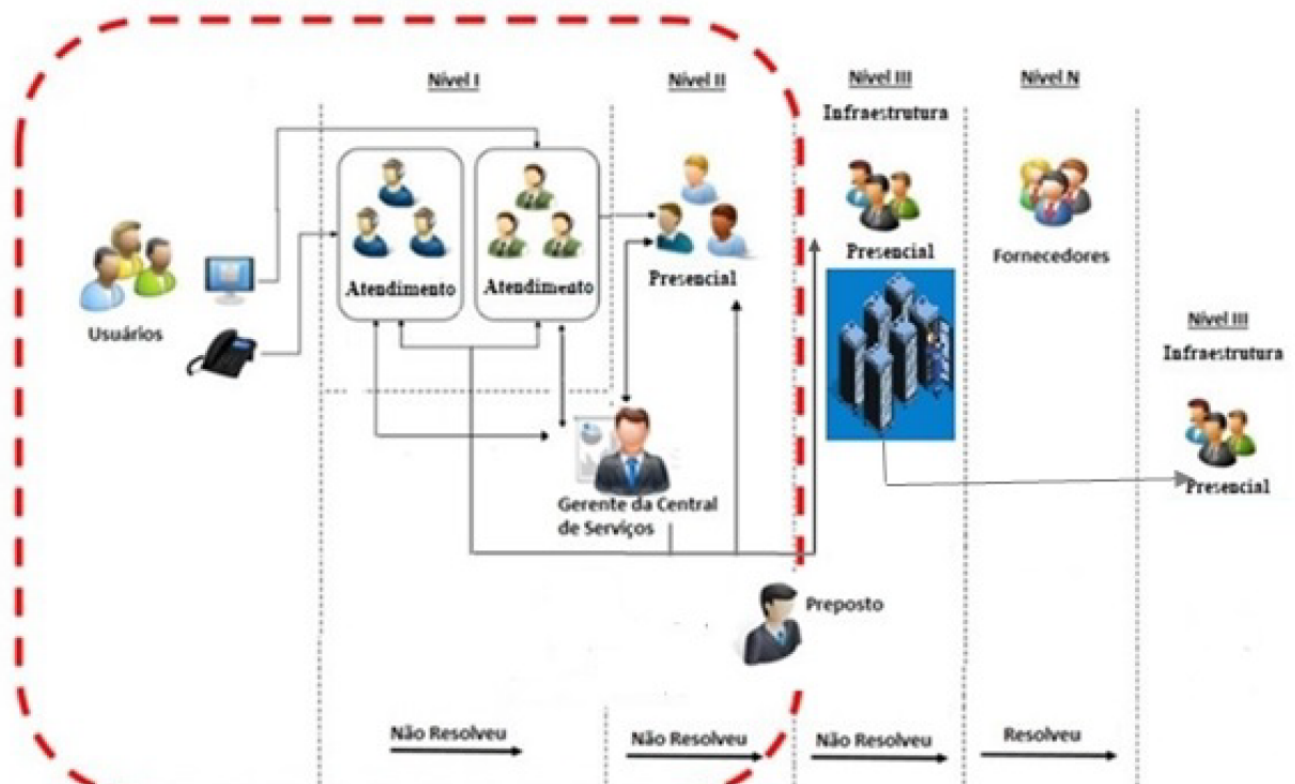 Nível I
Nível II
Nível III
Nível N
Infraestrutura
Atendimento
Atendimento
Presencial
Presencial
Fornecedores
Usuários
Nível III
Infraestrutura
Presencial
Gerente da Central
de Serviços
Preposto
Não Resolveu
Não Resolveu
Não Resolveu
Resolveu